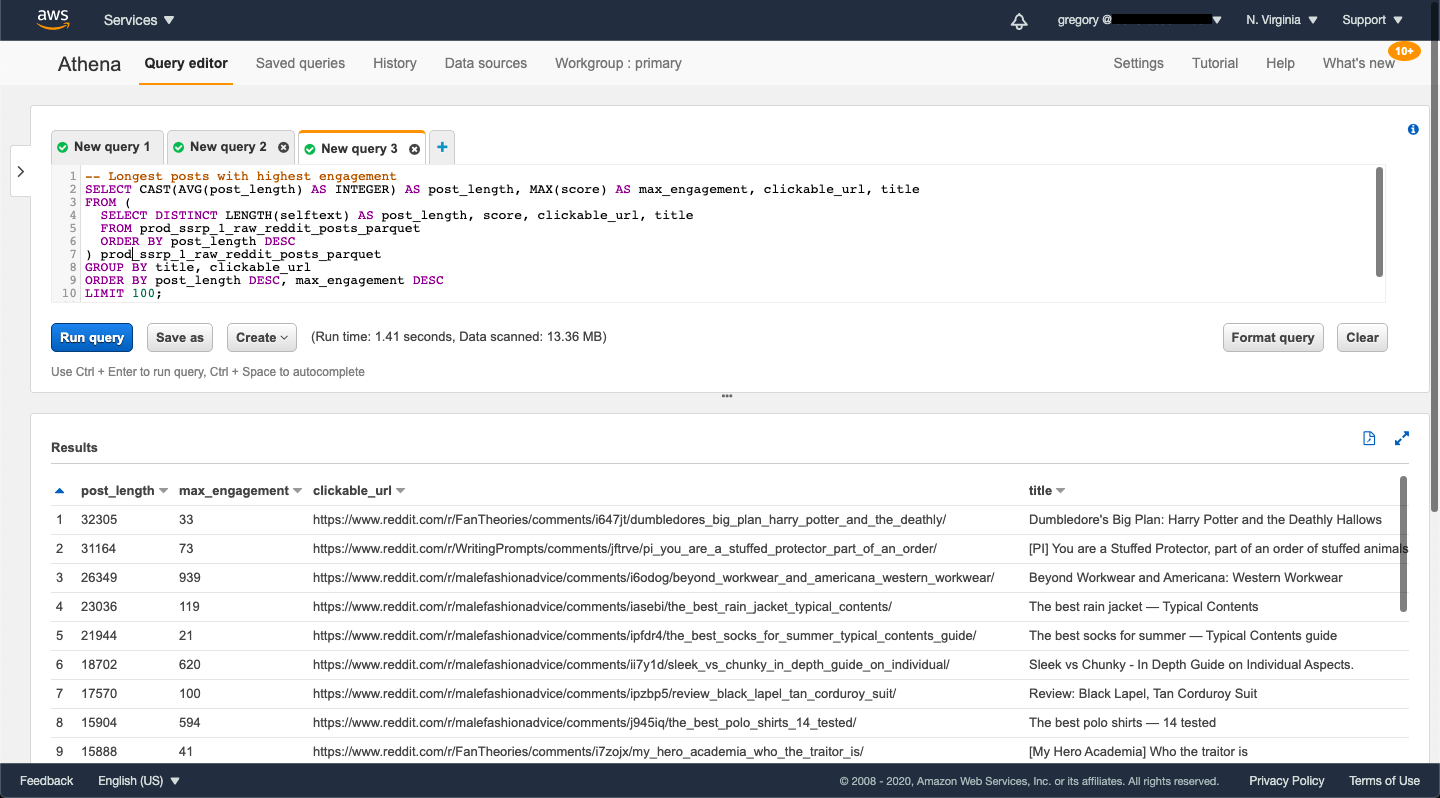 aws Services N. Virginia Support
gregory @
Athena Query editor Saved queries History Data sources Workgroup : primary Settings Tutorial Help What's new 10+
New query 1 New query 2 New query 3 +
1 -- Longest posts with highest engagement
2 SELECT CAST(AVG(post_length) AS INTEGER) AS post_length, MAX(score) AS max_engagement, clickable_url, title
3 FROM (
4 SELECT DISTINCT LENGTH(selftext) AS post_length, score, clickable_url, title
5 FROM prod_ssrp_1_raw_reddit_posts_parquet
6 ORDER BY post_length DESC
7 ) prod_ssrp_1_raw_reddit_posts_parquet
8 GROUP BY title, clickable_url
9 ORDER BY post_length DESC, max_engagement DESC
10 LIMIT 100;
Run query Save as Create (Run time: 1.41 seconds, Data scanned: 13.36 MB) Format query Clear
Use Ctrl + Enter to run query, Ctrl + Space to autocomplete
Results
post_length max_engagement clickable_url title
1 32305 33 https://www.reddit.com/r/FanTheories/comments/i647jt/dumbledores_big_plan_harry_potter_and_the_deathly/ Dumbledore's Big Plan: Harry Potter and the Deathly Hallows
2 31164 73 https://www.reddit.com/r/WritingPrompts/comments/jftrve/pi_you_are_a_stuffed_protector_part_of_an_order/ [PI] You are a Stuffed Protector, part of an order of stuffed animals
3 26349 939 https://www.reddit.com/r/malefashionadvice/comments/i6odog/beyond_workwear_and_americana_western_workwear/ Beyond Workwear and Americana: Western Workwear
4 23036 119 https://www.reddit.com/r/malefashionadvice/comments/iasebi/the_best_rain_jacket_typical_contents/ The best rain jacket — Typical Contents
5 21944 21 https://www.reddit.com/r/malefashionadvice/comments/ipfdr4/the_best_socks_for_summer_typical_contents_guide/ The best socks for summer — Typical Contents guide
6 18702 620 https://www.reddit.com/r/malefashionadvice/comments/ii7y1d/sleek_vs_chunky_in_depth_guide_on_individual/ Sleek vs Chunky - In Depth Guide on Individual Aspects.
7 17570 100 https://www.reddit.com/r/malefashionadvice/comments/ipzbp5/review_black_lapel_tan_corduroy_suit/ Review: Black Lapel, Tan Corduroy Suit
8 15904 594 https://www.reddit.com/r/malefashionadvice/comments/j945iq/the_best_polo_shirts_14_tested/ The best polo shirts — 14 tested
9 15888 41 https://www.reddit.com/r/FanTheories/comments/i7zojx/my_hero_academia_who_the_traitor_is/ [My Hero Academia] Who the traitor is
Feedback English (US) © 2008 - 2020, Amazon Web Services, Inc. or its affiliates. All rights reserved. Privacy Policy Terms of Use